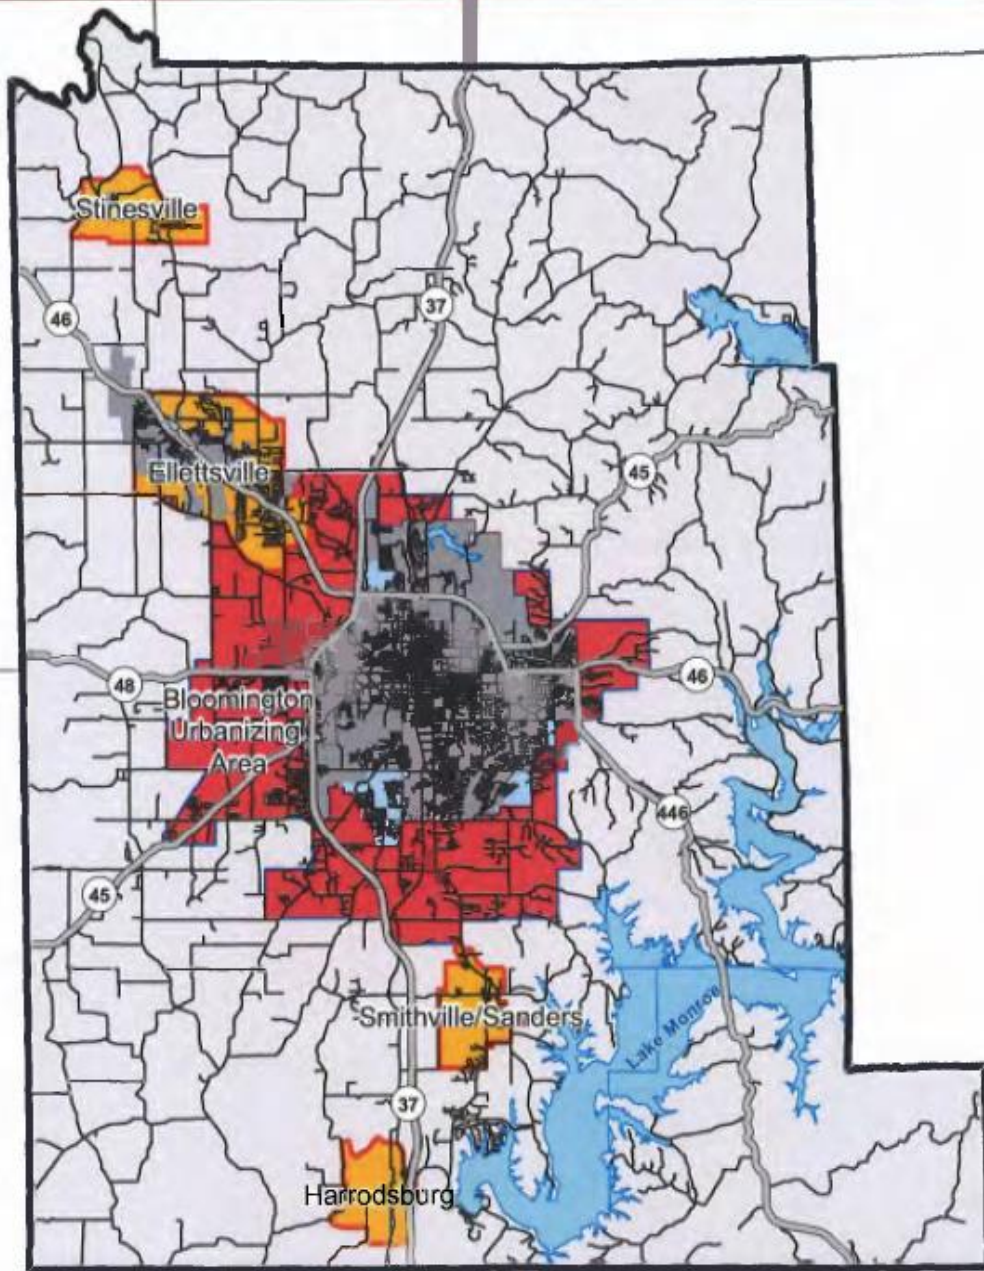 Stinesville
46
37
Ellettsville
45
48
46
Bloomington
Urbanizing
Area
446
45
Smithville/Sanders
Lake Monroe
37
Harrodsburg